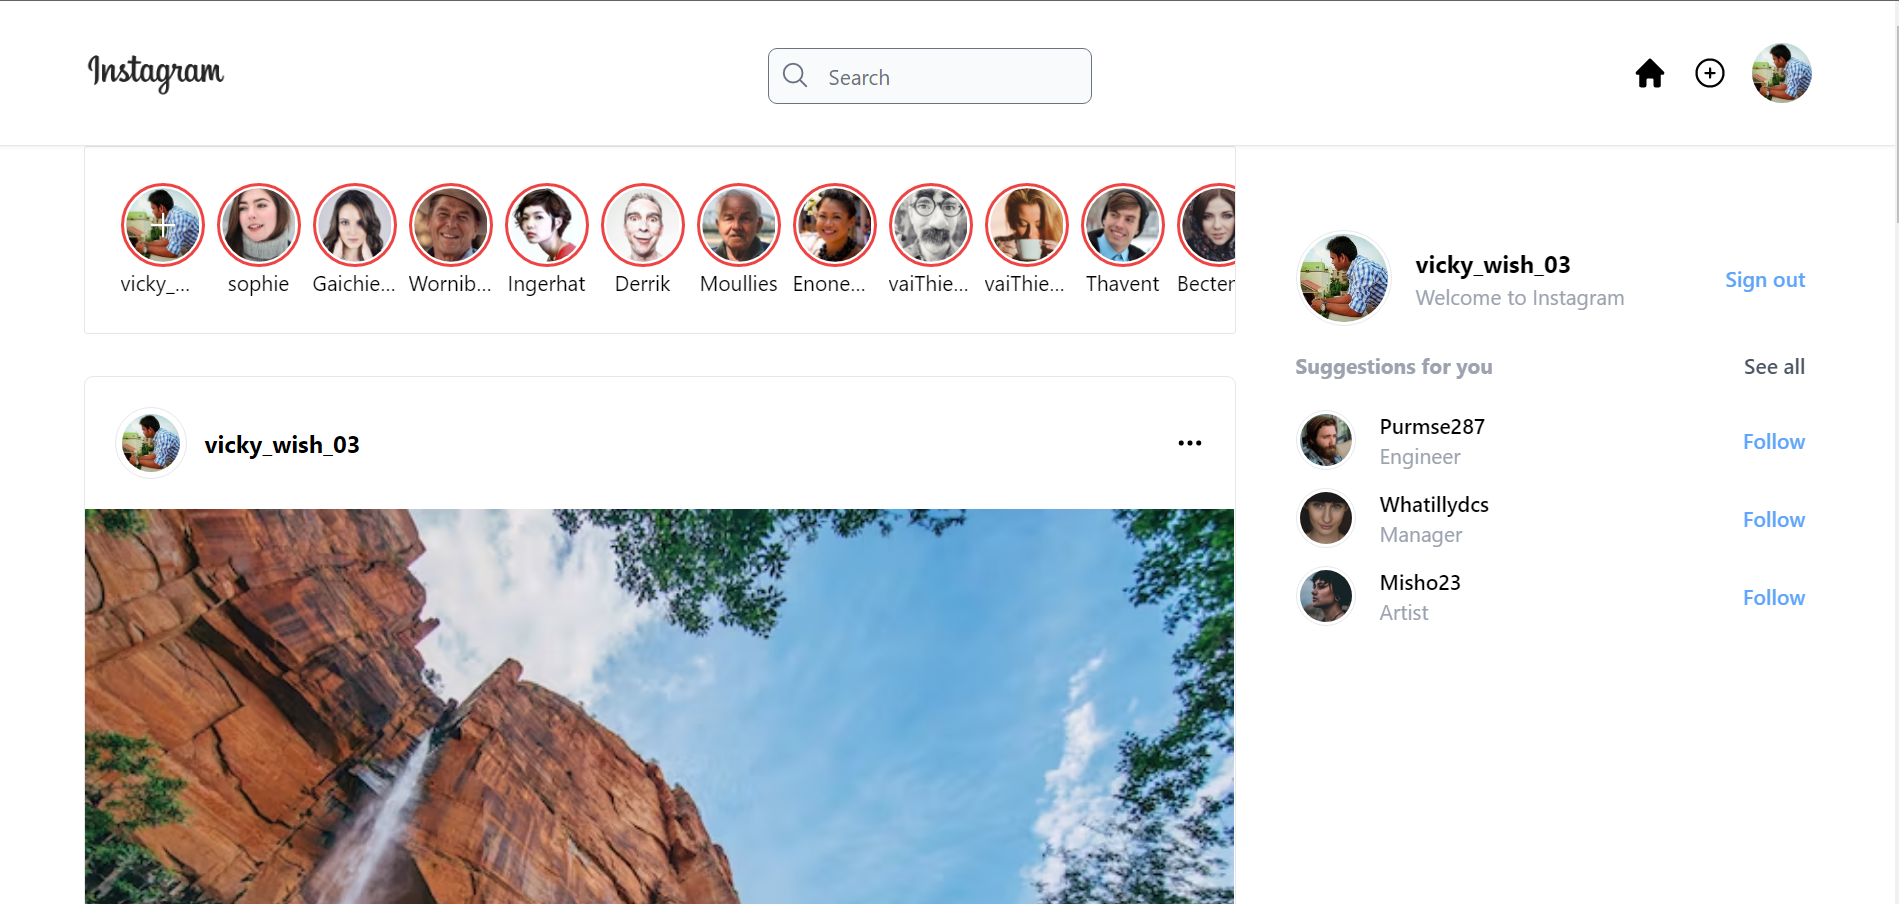 Instagram
Search
vicky_...
sophie
Gaichie...
Wornib...
Ingerhat
Derrik
Moullies
Enone...
vaiThie...
vaiThie...
Thavent
Becter
vicky_wish_03
vicky_wish_03
Welcome to Instagram
Sign out
Suggestions for you
See all
Purmse287
Engineer
Follow
Whatillydcs
Manager
Follow
Misho23
Artist
Follow